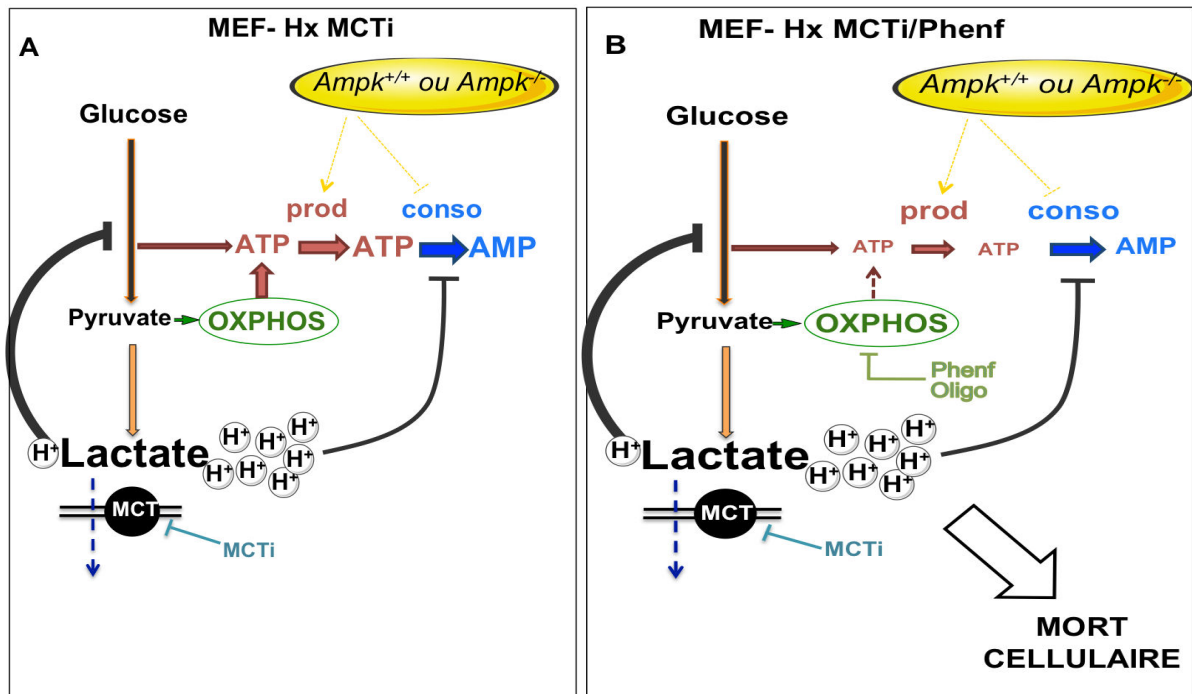 A
MEF- Hx MCTi
Ampk+/+ ou Ampk-/-
Glucose
prod conso
ATP ATP AMP
Pyruvate OXPHOS
H+ Lactate H+ H+ H+ H+ H+ H+ H+ H+
MCT
MCTi
B
MEF- Hx MCTi/Phenf
Ampk+/+ ou Ampk-/-
Glucose
prod conso
ATP ATP AMP
Pyruvate OXPHOS
Phenf
Oligo
H+ Lactate H+ H+ H+ H+ H+ H+ H+ H+
MCT
MCTi
MORT
CELLULAIRE